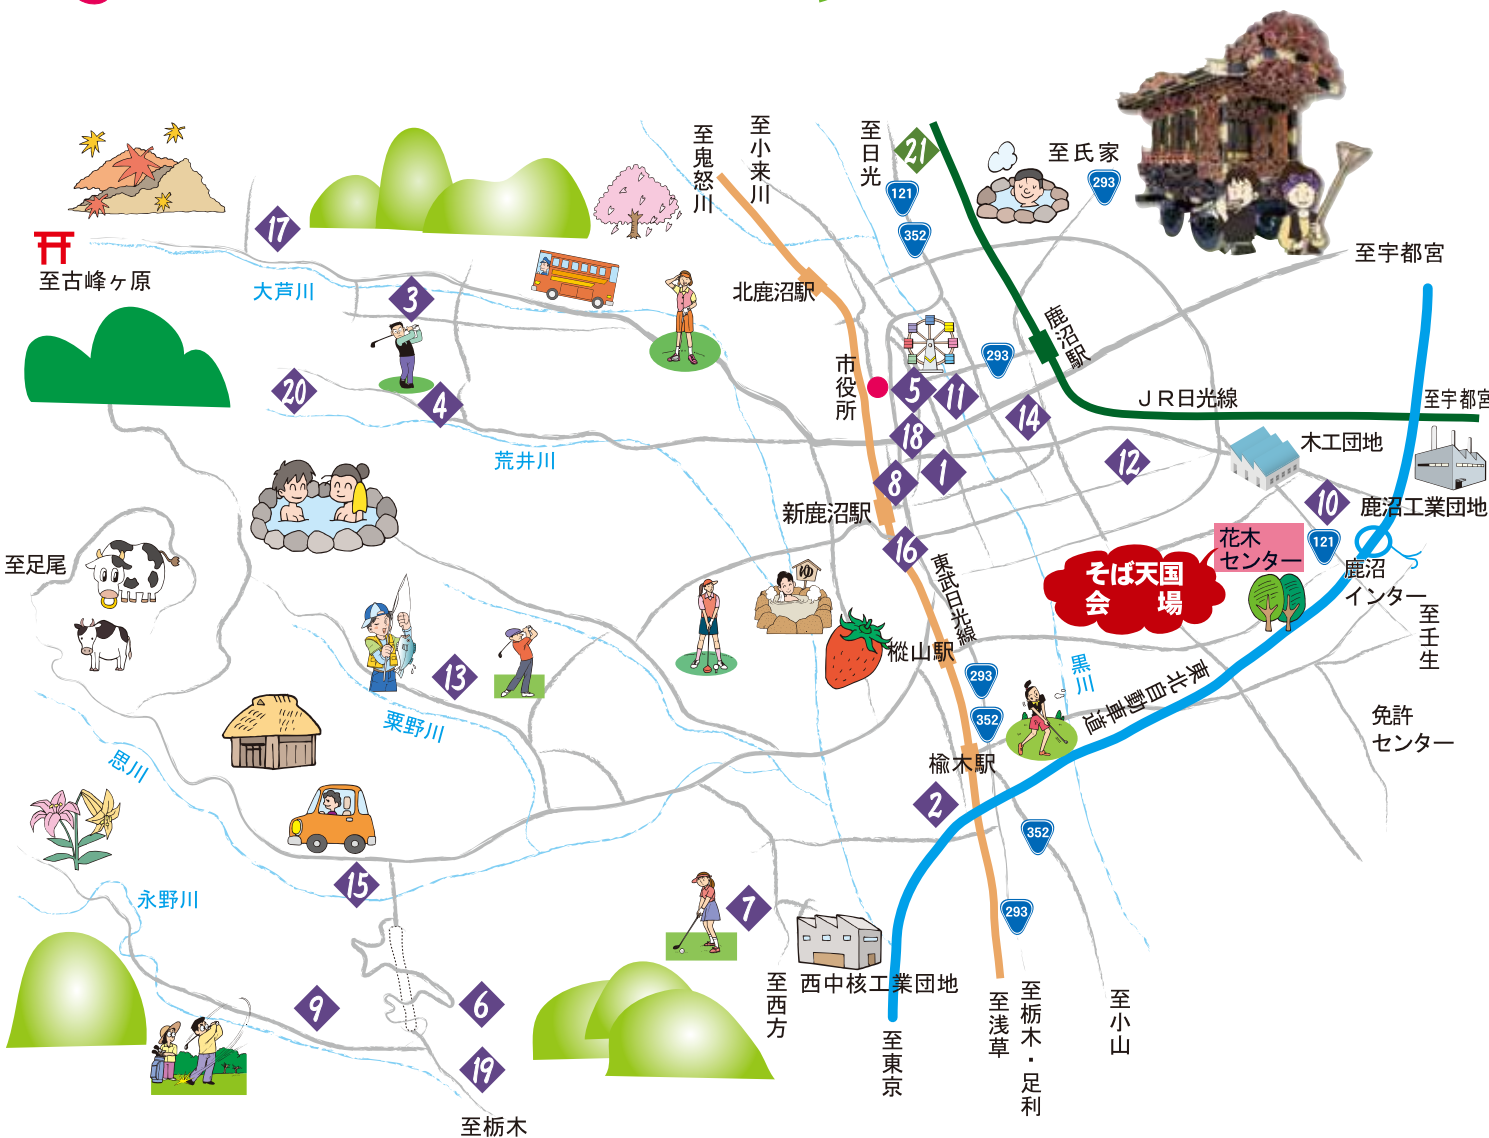 至鬼怒川
至小来川
至日光
21
至氏家
293
121
352
17
至古峰ヶ原
大芦川
3
北鹿沼駅
至宇都宮
鹿沼駅
293
市役所
5
11
20
4
14
JR日光線
至宇都宮
18
木工団地
荒井川
12
1
8
10
鹿沼工業団地
新鹿沼駅
16
花木
センター
121
至足尾
東武日光線
そば天国
会場
鹿沼
インター
ゆ
至壬生
樅山駅
13
293
黒川
352
東北自動車道
粟野川
免許
センター
思川
楡木駅
2
352
15
永野川
7
293
西中核工業団地
至西方
9
6
至浅草
至栃木・足利
至小山
至東京
19
至栃木